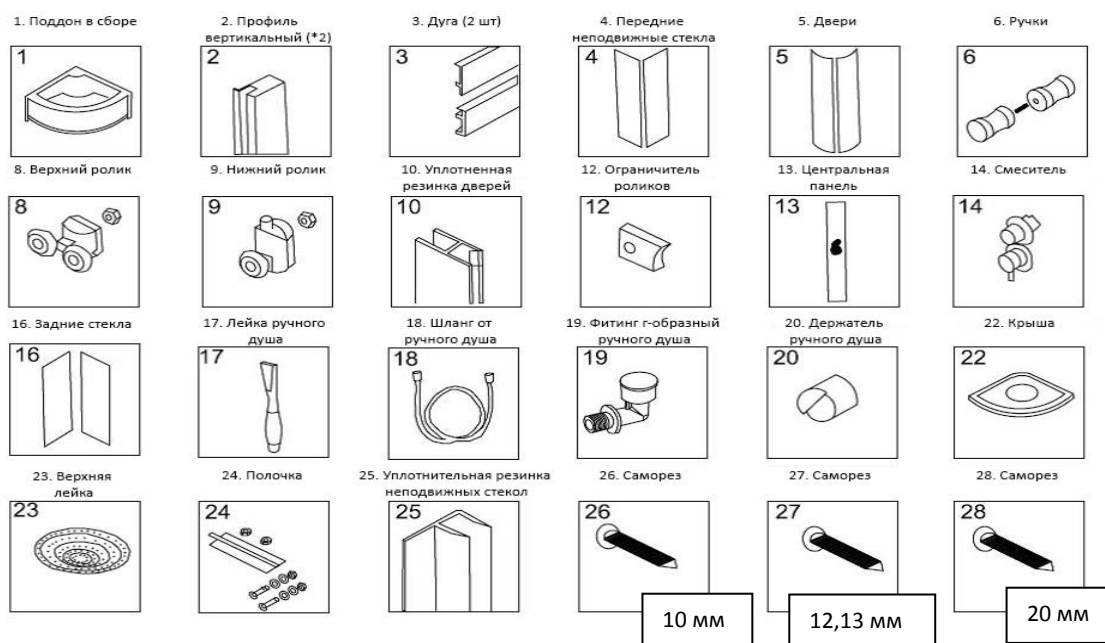 1. Поддон в сборе
2. Профиль
вертикальный (*2)
3. Дуга (2 шт)
4. Передние
неподвижные стекла
5. Двери
6. Ручки
1
2
3
4
5
6
8. Верхний ролик
9. Нижний ролик
10. Уплотненная
резинка дверей
12. Ограничитель
роликов
13. Центральная
панель
14. Смеситель
8
9
10
12
13
14
16. Задние стекла
17. Лейка ручного
душа
18. Шланг от
ручного душа
19. Фитинг г-образный
ручного душа
20. Держатель
ручного душа
22. Крыша
16
17
18
19
20
22
23. Верхняя
лейка
24. Полочка
25. Уплотнительная резинка
неподвижных стекол
26. Саморез
27. Саморез
28. Саморез
23
24
25
26
27
28
10 мм
12,13 мм
20 мм